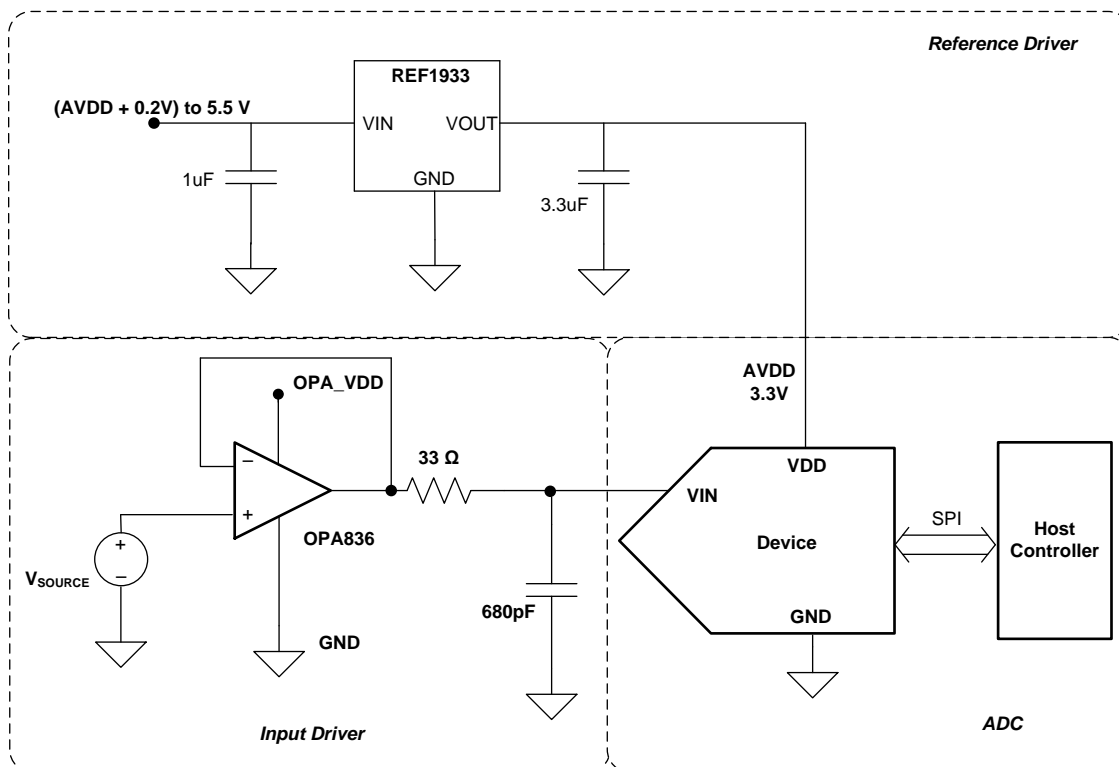 Reference Driver
REF1933
(AVDD + 0.2V) to 5.5 V
VIN
VOUT
GND
1uF
3.3uF
OPA_VDD
−
+
OPA836
33 Ω
+
−
VSOURCE
GND
680pF
Input Driver
AVDD
3.3V
VDD
VIN
Device
GND
SPI
Host
Controller
ADC